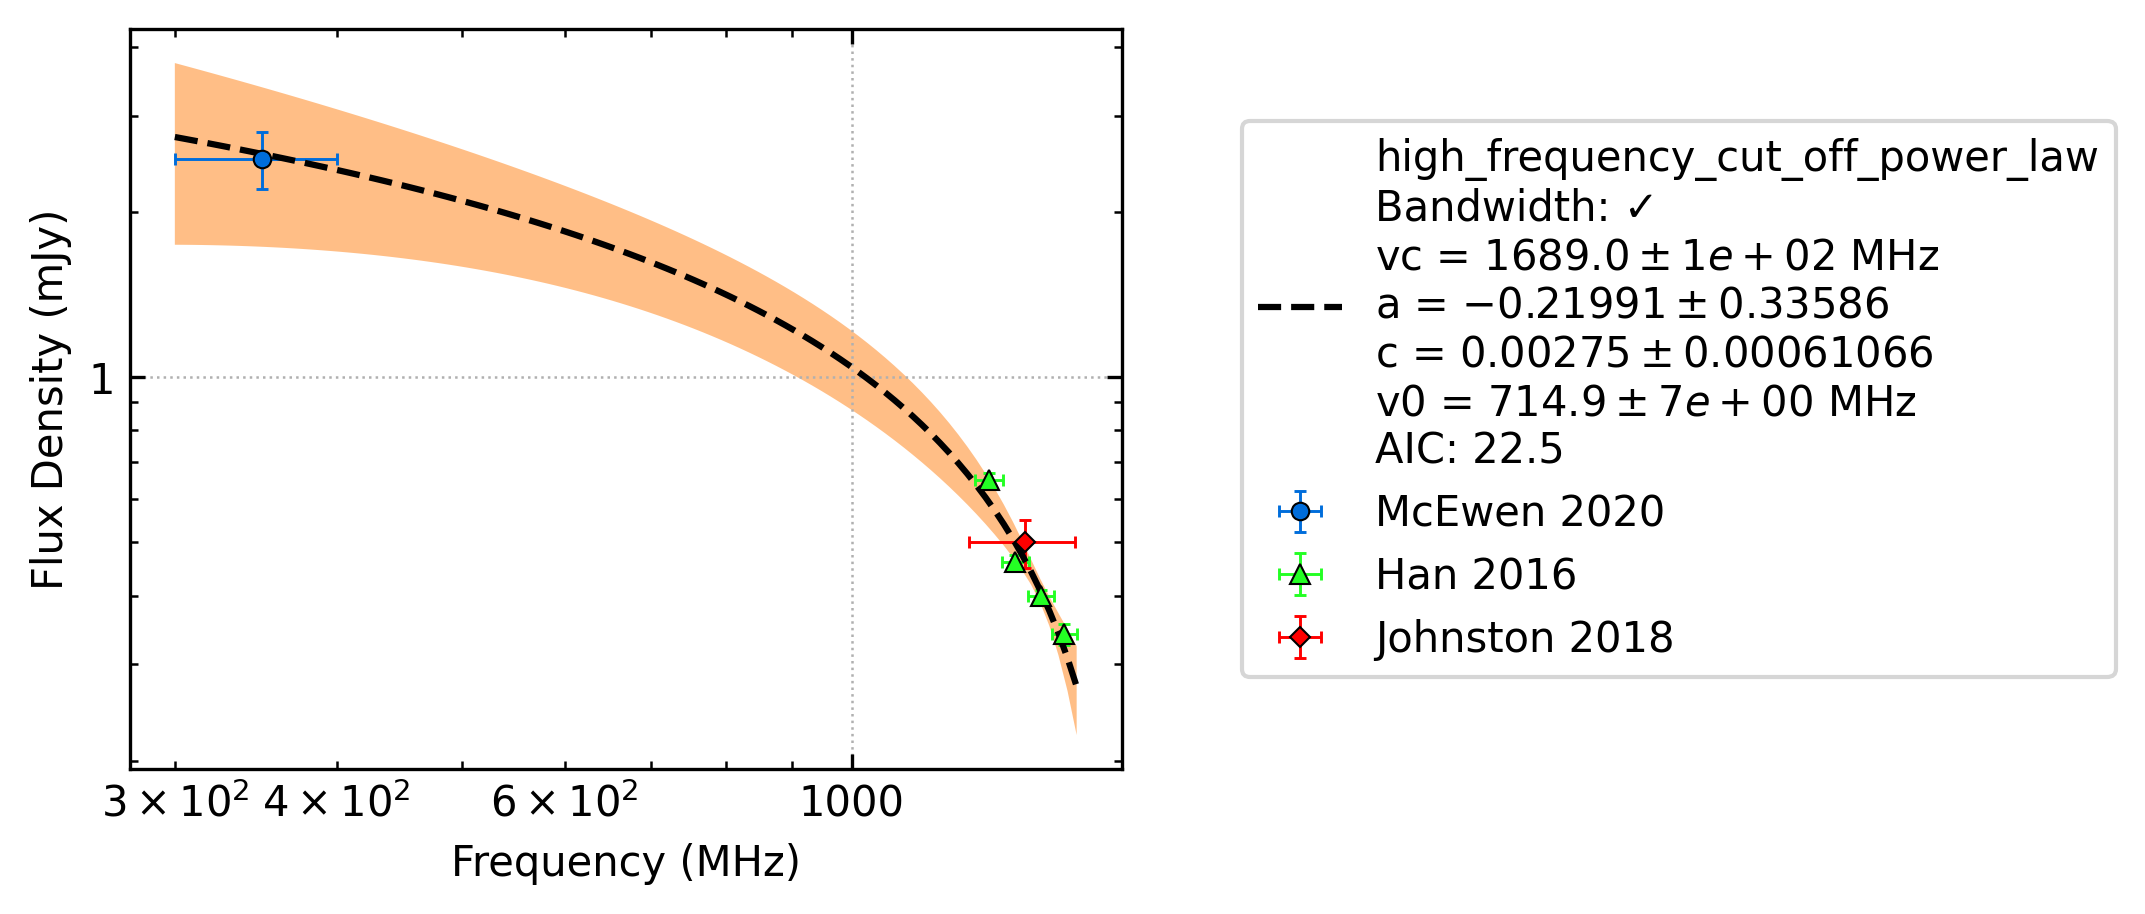 Flux Density (mJy)
1
3 × 10² 4 × 10² 6 × 10² 1000
Frequency (MHz)
high_frequency_cut_off_power_law
Bandwidth: ✓
vc = 1689.0 ± 1e + 02 MHz
a = −0.21991 ± 0.33586
c = 0.00275 ± 0.00061066
v0 = 714.9 ± 7e + 00 MHz
AIC: 22.5
McEwen 2020
Han 2016
Johnston 2018